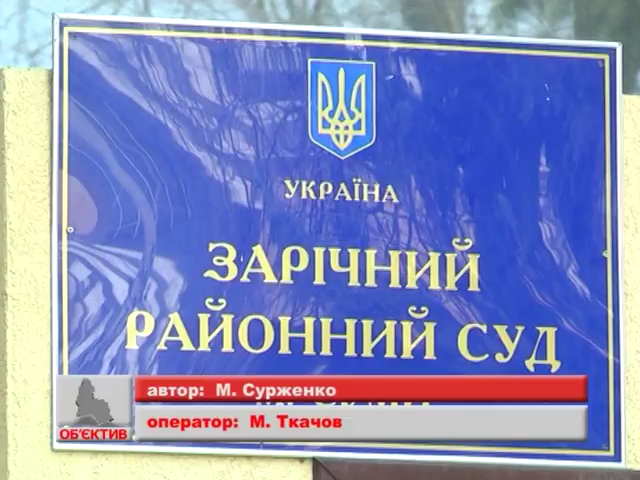 УКРАЇНА
ЗАРІЧНИЙ
РАЙОННИЙ СУД
автор: М. Сурженко
оператор: М. Ткачов
ОБ'ЄКТИВ